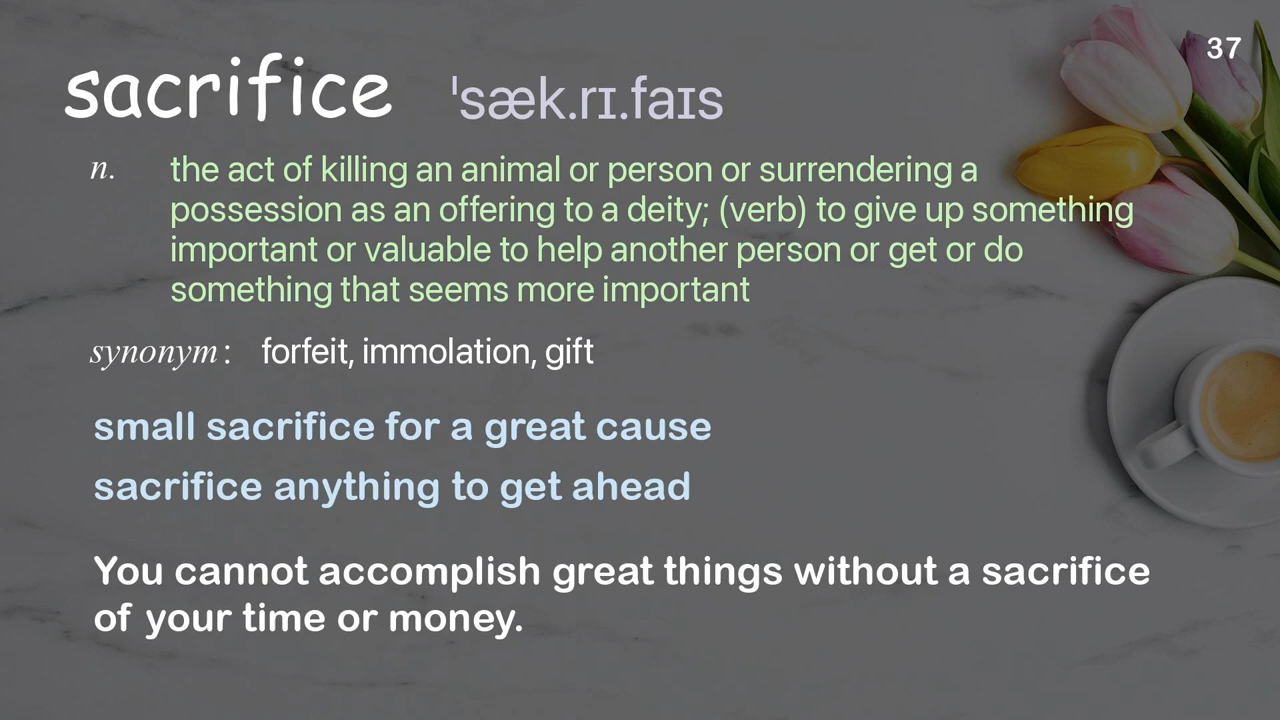 37
sacrifice ˈsæk.rɪ.faɪs
n. the act of killing an animal or person or surrendering a
possession as an offering to a deity; (verb) to give up something
important or valuable to help another person or get or do
something that seems more important
synonym: forfeit, immolation, gift
small sacrifice for a great cause
sacrifice anything to get ahead
You cannot accomplish great things without a sacrifice
of your time or money.